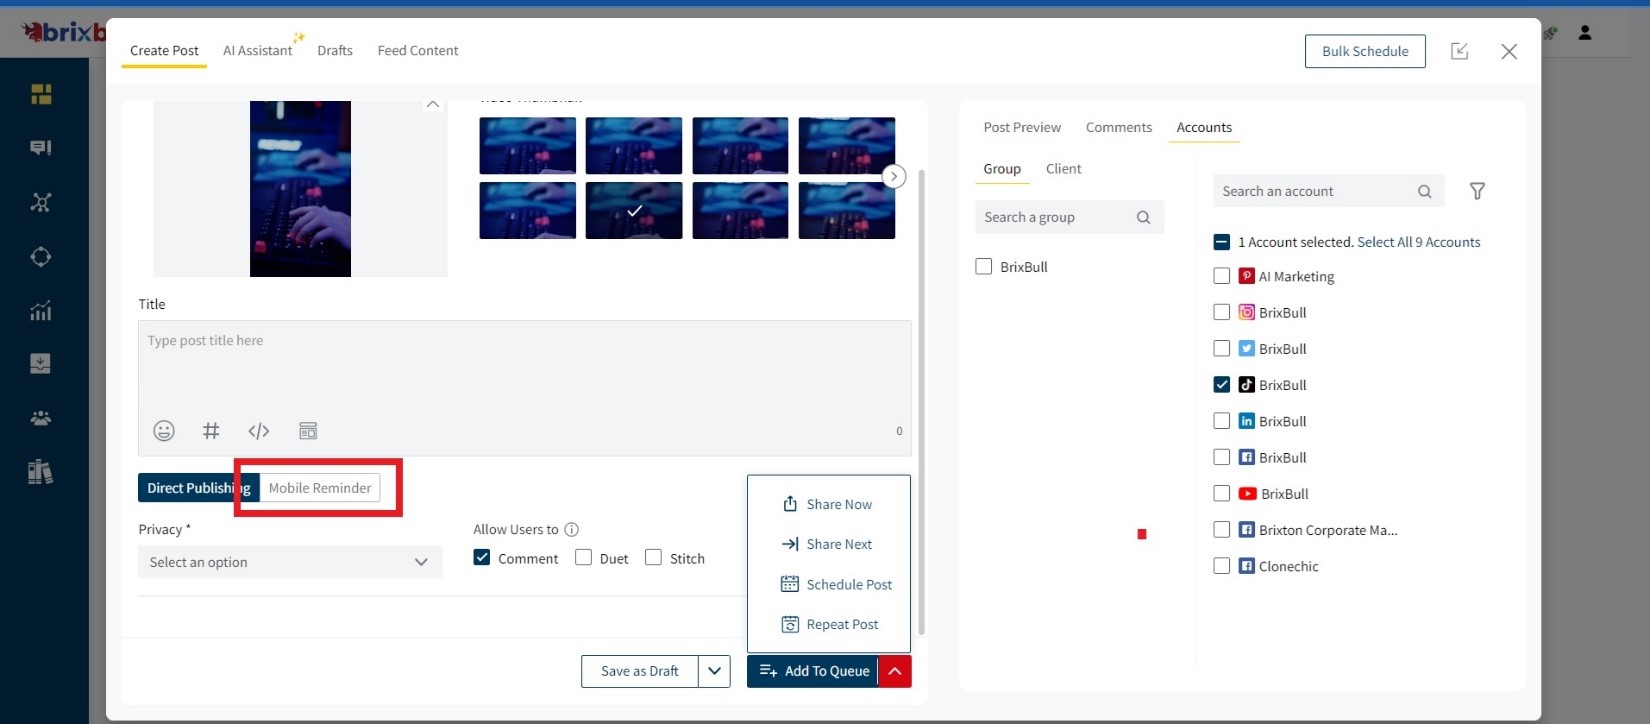 brixb
Create Post
AI Assistant
Drafts
Feed Content
Bulk Schedule
Title
Type post title here
0
Direct Publishing
Mobile Reminder
Privacy *
Select an option
Allow Users to
Comment
Duet
Stitch
Share Now
Share Next
Schedule Post
Repeat Post
Save as Draft
Add To Queue
Post Preview
Comments
Accounts
Group
Client
Search a group
BrixBull
Search an account
1 Account selected. Select All 9 Accounts
AI Marketing
BrixBull
BrixBull
BrixBull
BrixBull
BrixBull
BrixBull
Brixton Corporate Ma...
Clonechic